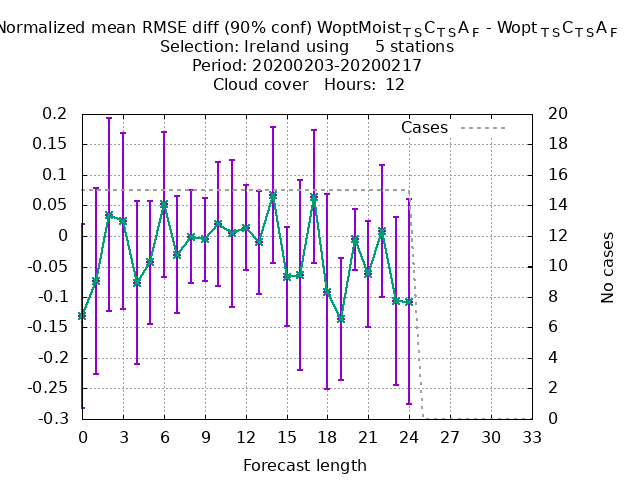 Normalized mean RMSE diff (90% conf) WoptMoist_TSC_TSA_F - Wopt_TSC_TSA_F
Selection: Ireland using 5 stations
Period: 20200203-20200217
Cloud cover Hours: 12
Cases
0.2
0.15
0.1
0.05
0
-0.05
-0.1
-0.15
-0.2
-0.25
-0.3
20
18
16
14
12
10
8
6
4
2
0
No cases
0 3 6 9 12 15 18 21 24 27 30 33
Forecast length